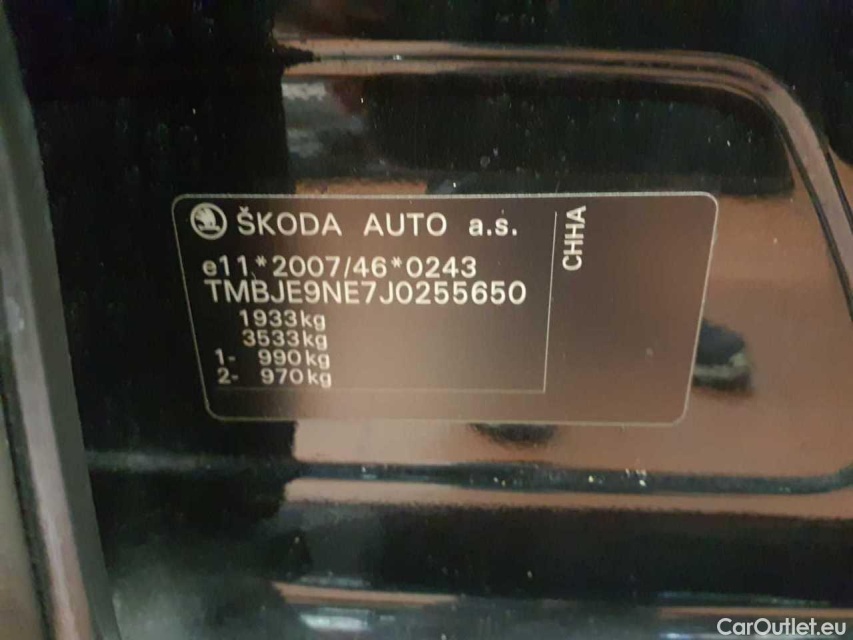 ŠKODA AUTO a.s.
CHHA
e11*2007/46*0243
TMBJE9NE7J0255650
1933kg
3533kg
1- 990kg
2- 970kg
CarOutlet.eu